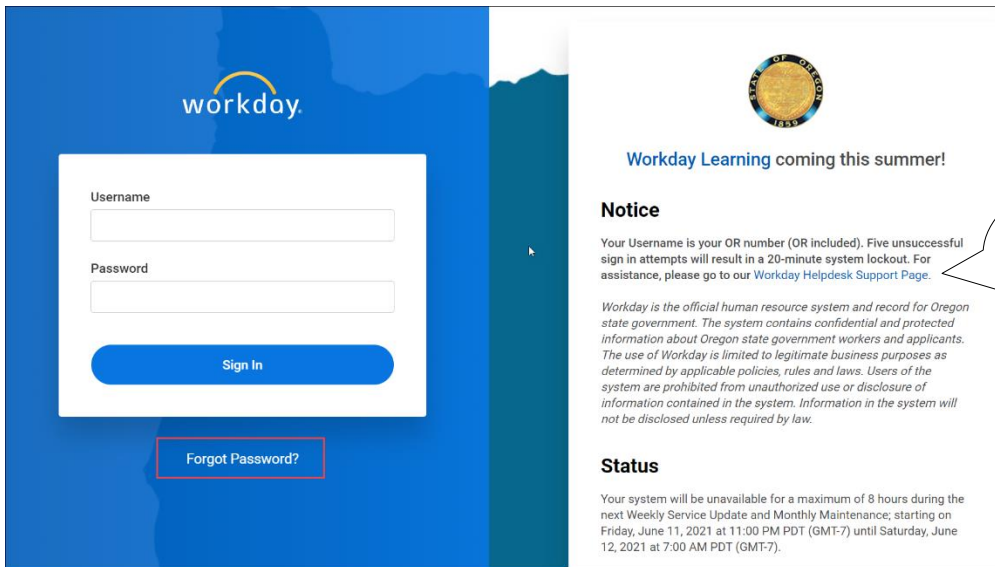 workday.
Username
Password
Sign In
Forgot Password?
STATE OF OREGON
1859
Workday Learning coming this summer!
Notice
Your Username is your OR number (OR included). Five unsuccessful
sign in attempts will result in a 20-minute system lockout. For
assistance, please go to our Workday Helpdesk Support Page.
Workday is the official human resource system and record for Oregon
state government. The system contains confidential and protected
information about Oregon state government workers and applicants.
The use of Workday is limited to legitimate business purposes as
determined by applicable policies, rules and laws. Users of the
system are prohibited from unauthorized use or disclosure of
information contained in the system. Information in the system will
not be disclosed unless required by law.
Status
Your system will be unavailable for a maximum of 8 hours during the
next Weekly Service Update and Monthly Maintenance; starting on
Friday, June 11, 2021 at 11:00 PM PDT (GMT-7) until Saturday, June
12, 2021 at 7:00 AM PDT (GMT-7).